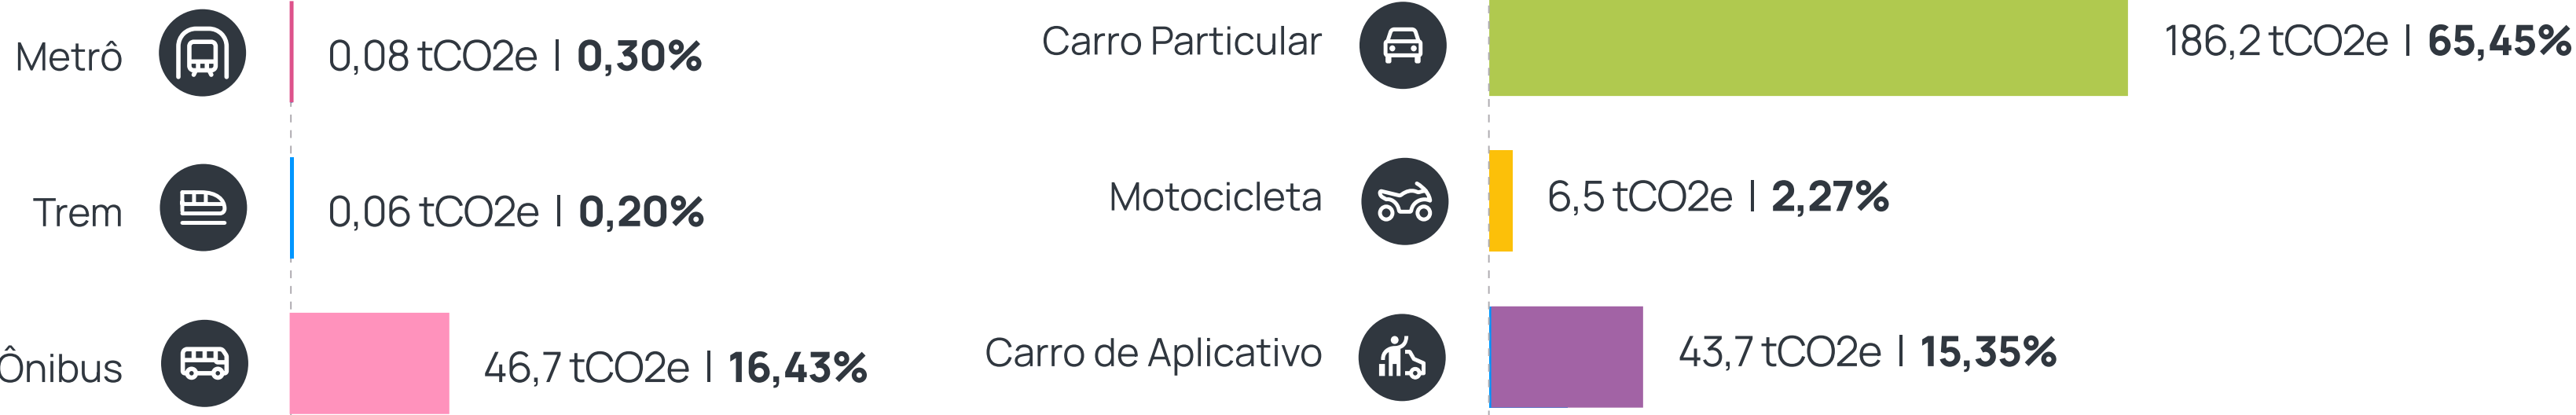 Metrô 0,08 tCO2e | 0,30%
Trem 0,06 tCO2e | 0,20%
Ônibus 46,7 tCO2e | 16,43%
Carro Particular 186,2 tCO2e | 65,45%
Motocicleta 6,5 tCO2e | 2,27%
Carro de Aplicativo 43,7 tCO2e | 15,35%